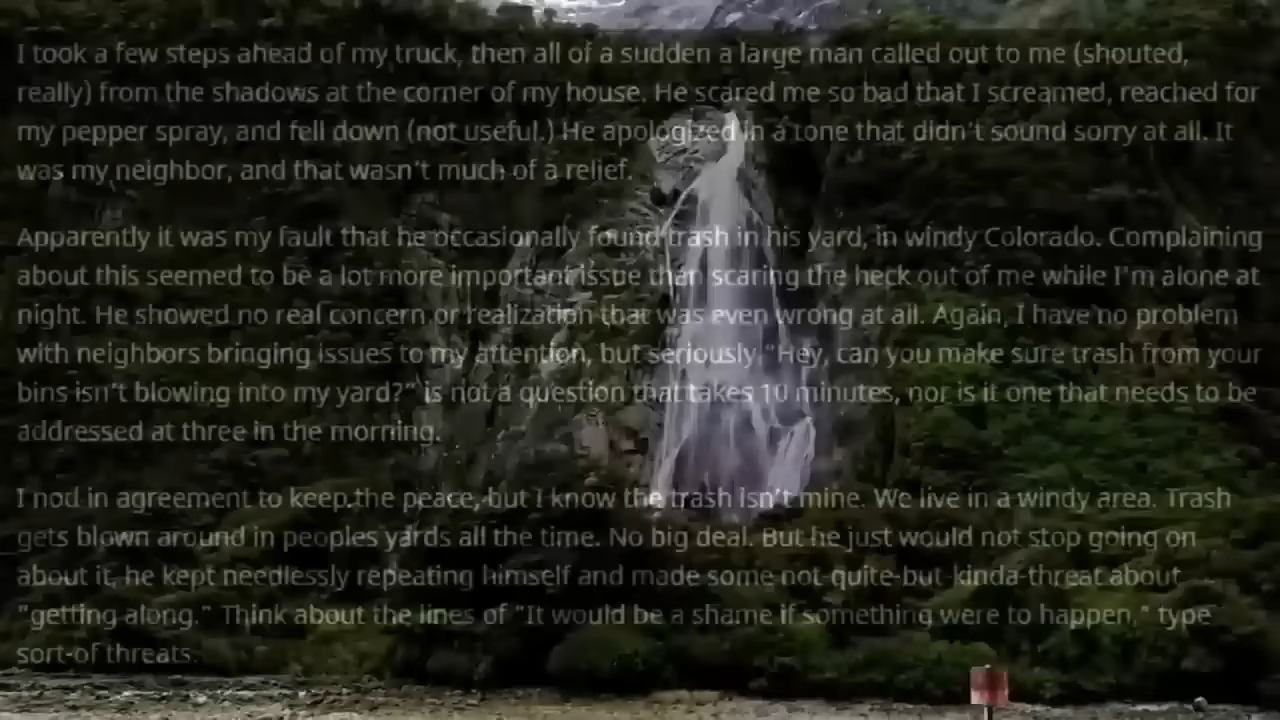 I took a few steps ahead of my truck, then all of a sudden a large man called out to me (shouted,
really) from the shadows at the corner of my house. He scared me so bad that I screamed, reached for
my pepper spray, and fell down (not useful.) He apologized in a tone that didn't sound sorry at all. It
was my neighbor, and that wasn't much of a relief.
Apparently it was my fault that he occasionally found trash in his yard, in windy Colorado. Complaining
about this seemed to be a lot more important issue than scaring the heck out of me while I'm alone at
night. He showed no real concern or realization that was even wrong at all. Again, I have no problem
with neighbors bringing issues to my attention, but seriously, "Hey, can you make sure trash from your
bins isn't blowing into my yard?" is not a question that takes 10 minutes, nor is it one that needs to be
addressed at three in the morning.
I nod in agreement to keep the peace, but I know the trash isn't mine. We live in a windy area. Trash
gets blown around in peoples yards all the time. No big deal. But he just would not stop going on
about it, he kept needlessly repeating himself and made some not-quite-but-kinda-threat about
"getting along." Think about the lines of "It would be a shame if something were to happen," type
sort-of threats.